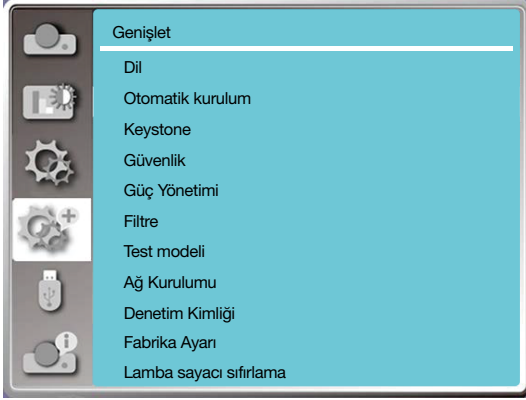 Genişlet
Dil
Otomatik kurulum
Keystone
Güvenlik
Güç Yönetimi
Filtre
Test modeli
Ağ Kurulumu
Denetim Kimliği
Fabrika Ayarı
Lamba sayacı sıfırlama